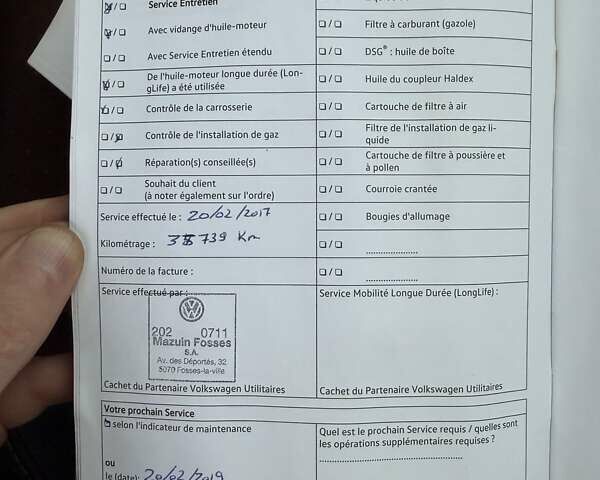 Service Entretien
Avec vidange d'huile-moteur
Avec Service Entretien étendu
De l'huile-moteur longue durée (Lon-
gLife) a été utilisée
Contrôle de la carrosserie
Contrôle de l'installation de gaz
Réparation(s) conseillée(s)
Souhait du client
(à noter également sur l'ordre)
Filtre à carburant (gazole)
DSG® : huile de boîte
Huile du coupleur Haldex
Cartouche de filtre à air
Filtre de l'installation de gaz li-
quide
Cartouche de filtre à poussière et
à pollen
Courroie crantée
Bougies d'allumage
Service effectué le : 20/02/2017
Kilométrage : 739 Km
Numéro de la facture :
Service effectué par :
202 0711
Mazuin Fosses
S.A.
Av. des Déportés, 32
5070 Fosses-la-ville
Cachet du Partenaire Volkswagen Utilitaires
Service Mobilité Longue Durée (LongLife) :
Cachet du Partenaire Volkswagen Utilitaires
Votre prochain Service
selon l'indicateur de maintenance
ou
le (date): 20/02/2019
Quel est le prochain Service requis / quelles sont
les opérations supplémentaires requises ?